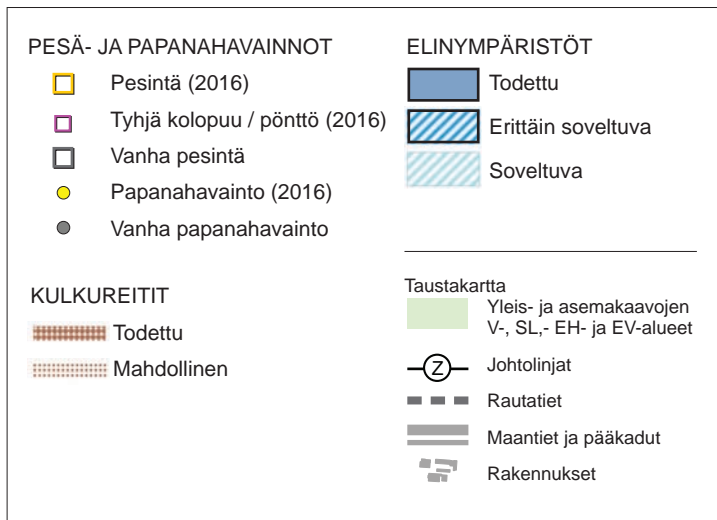 PESÄ- JA PAPANAHAVAINNOT
Pesintä (2016)
Tyhjä kolopuu / pönttö (2016)
Vanha pesintä
Papanahavainto (2016)
Vanha papanahavainto
KULKUREITIT
Todettu
Mahdollinen
ELINYMPÄRISTÖT
Todettu
Erittäin soveltuva
Soveltuva
Taustakartta
Yleis- ja asemakaavojen
V-, SL,- EH- ja EV-alueet
Z
Johtolinjat
Rautatiet
Maantiet ja pääkadut
Rakennukset